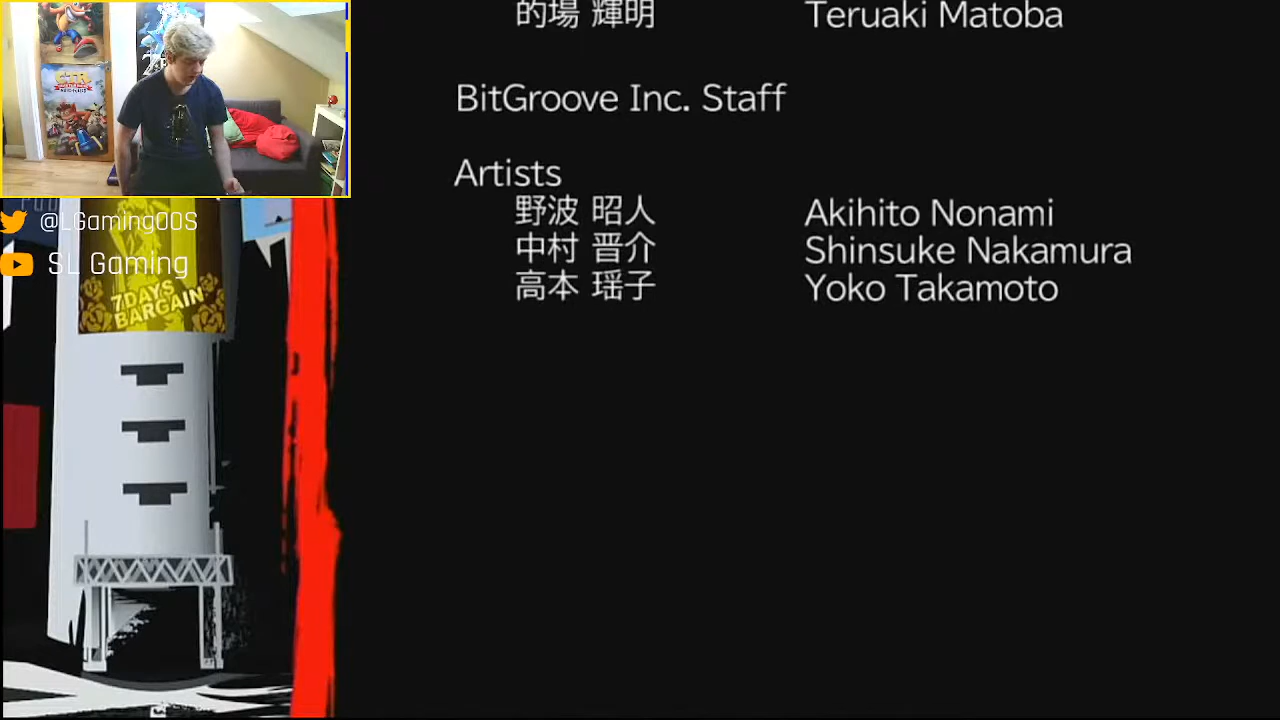 的場 輝明 Teruaki Matoba
BitGroove Inc. Staff
Artists
野波 昭人 Akihito Nonami
中村 晋介 Shinsuke Nakamura
高本 瑶子 Yoko Takamoto
CTR
@LGaming00S
SL Gaming
7DAYS
BARGAIN